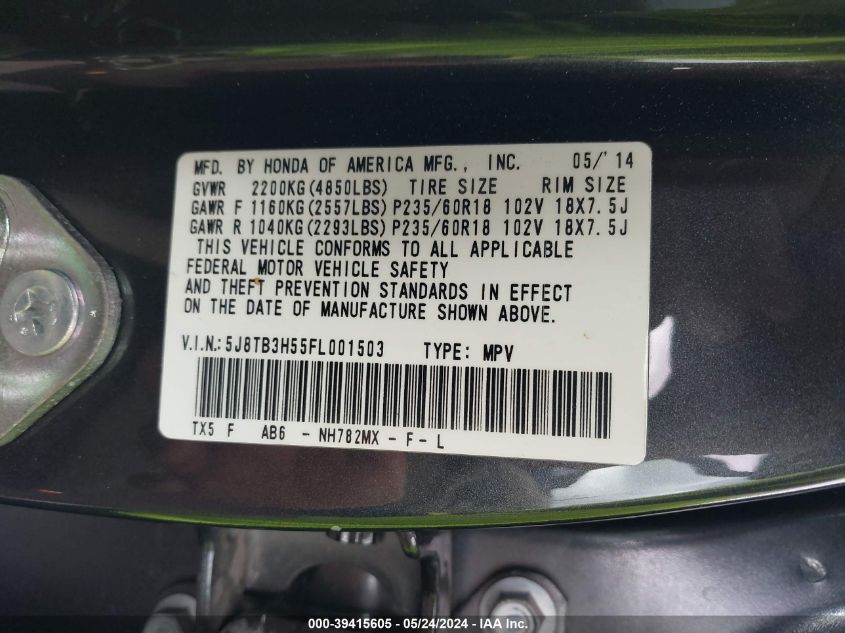 MFD. BY HONDA OF AMERICA MFG., INC. 05/'14
GVWR 2200KG(4850LBS) TIRE SIZE RIM SIZE
GAWR F 1160KG(2557LBS) P235/60R18 102V 18X7.5J
GAWR R 1040KG(2293LBS) P235/60R18 102V 18X7.5J
THIS VEHICLE CONFORMS TO ALL APPLICABLE
FEDERAL MOTOR VEHICLE SAFETY
AND THEFT PREVENTION STANDARDS IN EFFECT
ON THE DATE OF MANUFACTURE SHOWN ABOVE.
V.I.N.: 5J8TB3H55FL001503 TYPE: MPV
TX5 F AB6 - NH782MX - F - L
000-39415605 - 05/24/2024 - IAA Inc.